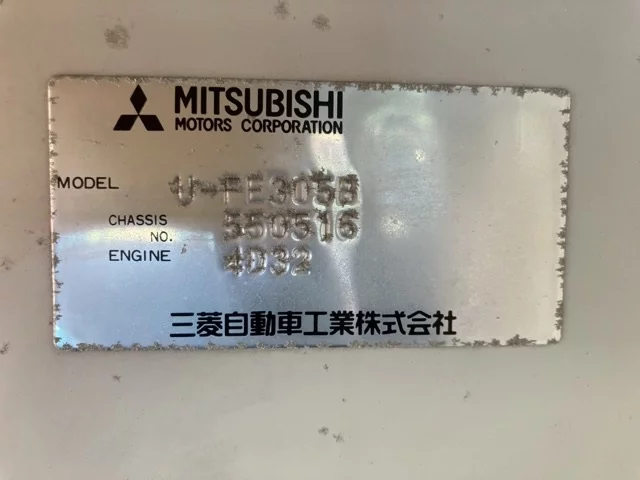 MITSUBISHI
MOTORS CORPORATION
MODEL U-FE305B
CHASSIS NO. 550516
ENGINE 4D32
三菱自動車工業株式会社